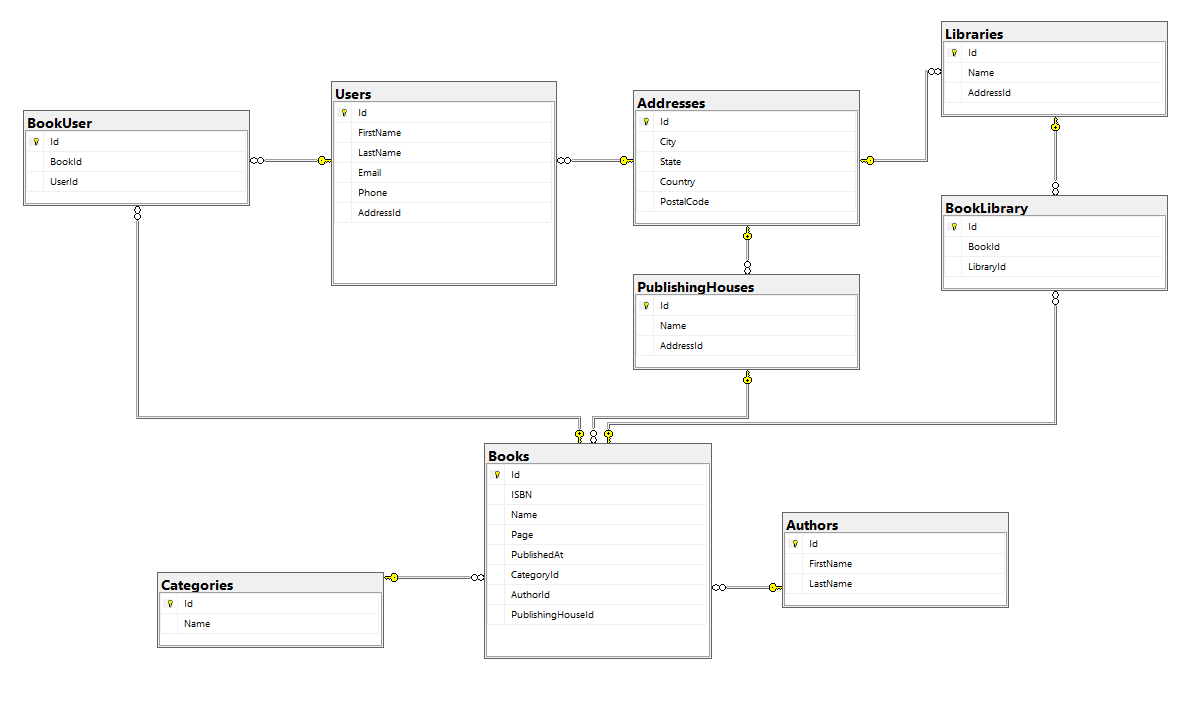 BookUser
Id
BookId
UserId
Users
Id
FirstName
LastName
Email
Phone
AddressId
Addresses
Id
City
State
Country
PostalCode
Libraries
Id
Name
AddressId
BookLibrary
Id
BookId
LibraryId
PublishingHouses
Id
Name
AddressId
Books
Id
ISBN
Name
Page
PublishedAt
CategoryId
AuthorId
PublishingHouseId
Categories
Id
Name
Authors
Id
FirstName
LastName